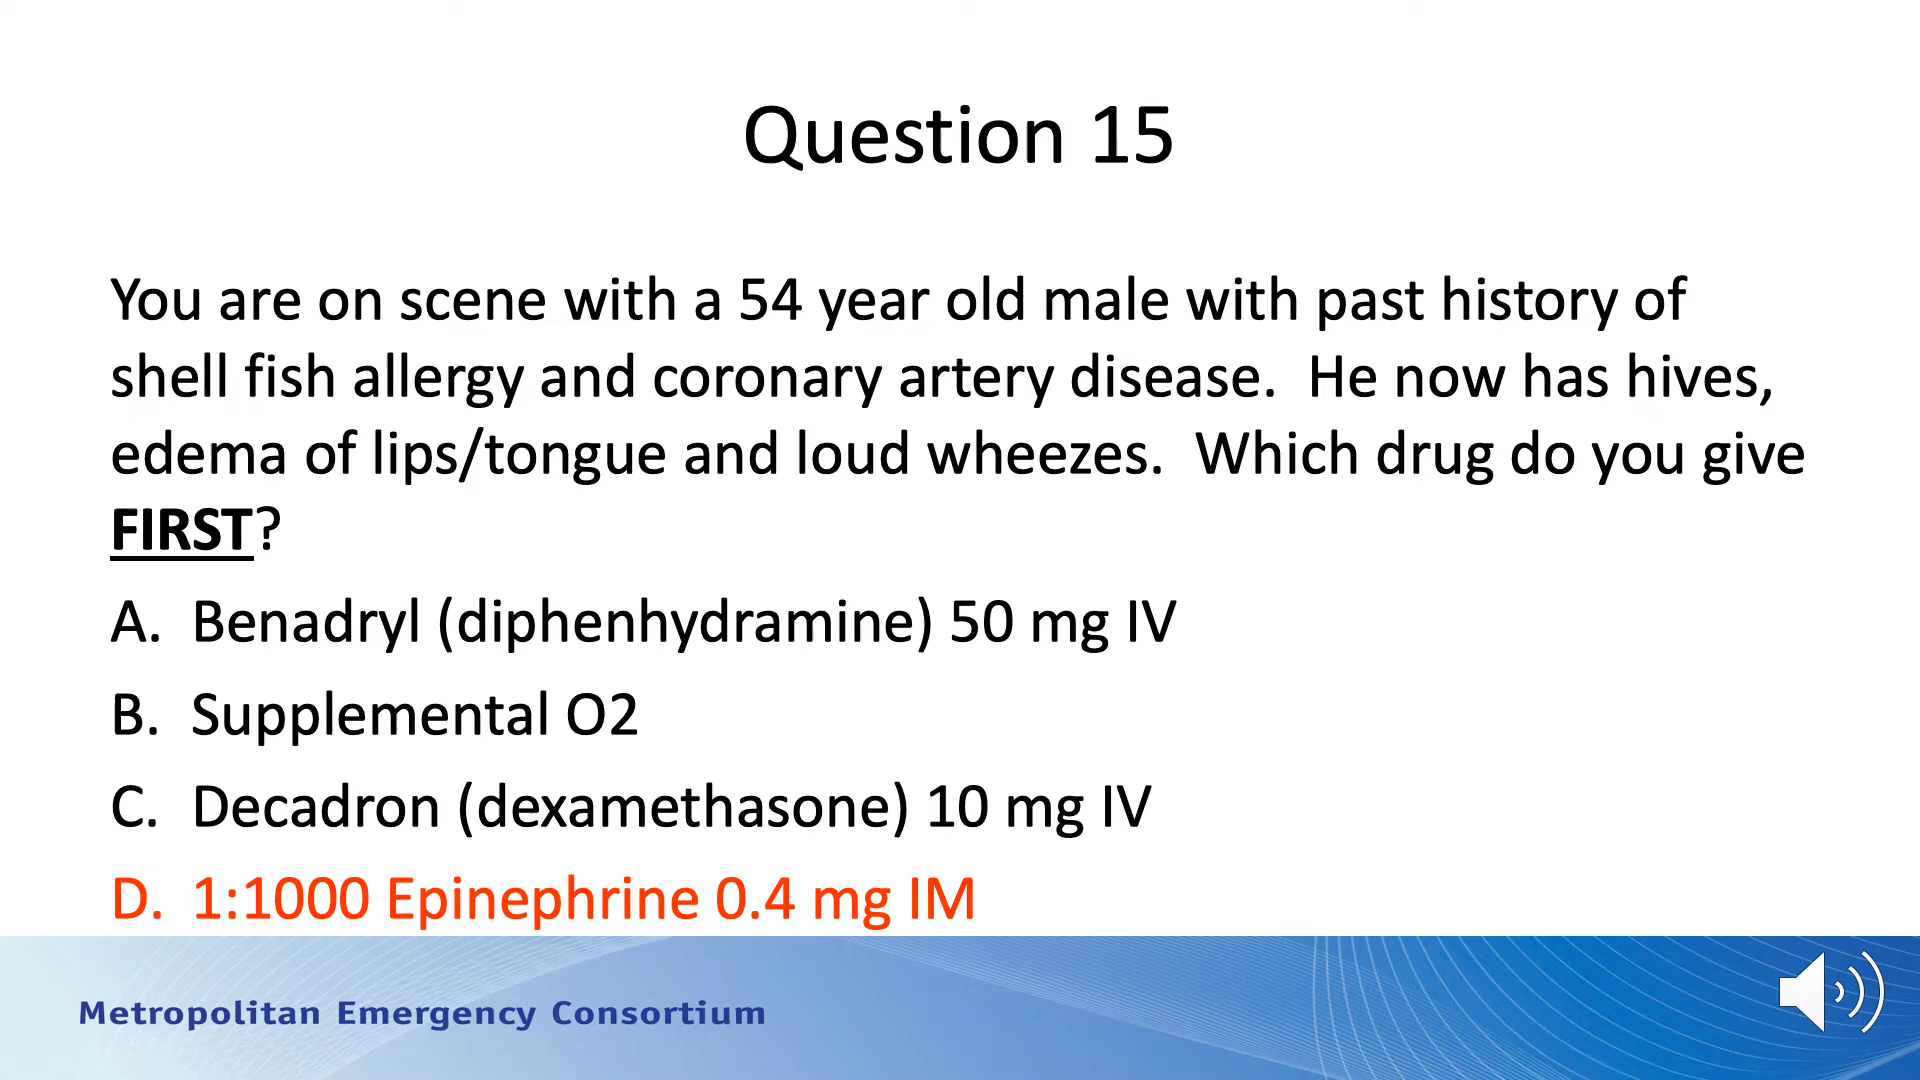 Question 15
You are on scene with a 54 year old male with past history of
shell fish allergy and coronary artery disease.  He now has hives,
edema of lips/tongue and loud wheezes.  Which drug do you give
FIRST?
A. Benadryl (diphenhydramine) 50 mg IV
B. Supplemental O2
C. Decadron (dexamethasone) 10 mg IV
D. 1:1000 Epinephrine 0.4 mg IM
Metropolitan Emergency Consortium